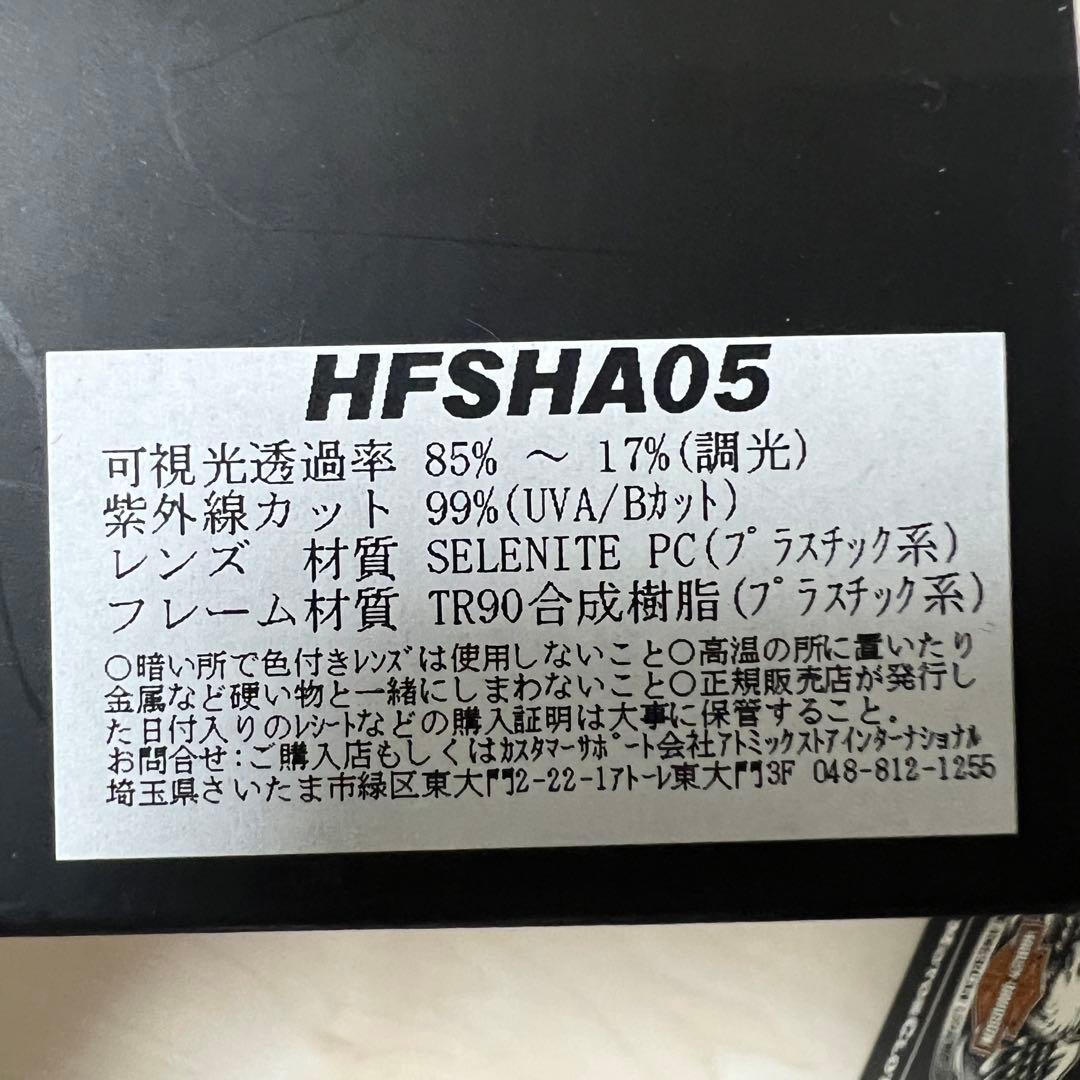 HFSHA05
可視光透過率 85% ～ 17%(調光)
紫外線カット 99%(UVA/Bカット)
レンズ　材質 SELENITE PC(プラスチック系)
フレーム材質 TR90合成樹脂(プラスチック系)
○暗い所で色付きレンズは使用しないこと○高温の所に置いたり
金属など硬い物と一緒にしまわないこと○正規販売店が発行し
た日付入りのレシートなどの購入証明は大事に保管すること。
お問合せ:ご購入店もしくはカスタマーサポート会社アトミックストアインターナショナル
埼玉県さいたま市緑区東大門2-22-1アトーレ東大門3F 048-812-1255